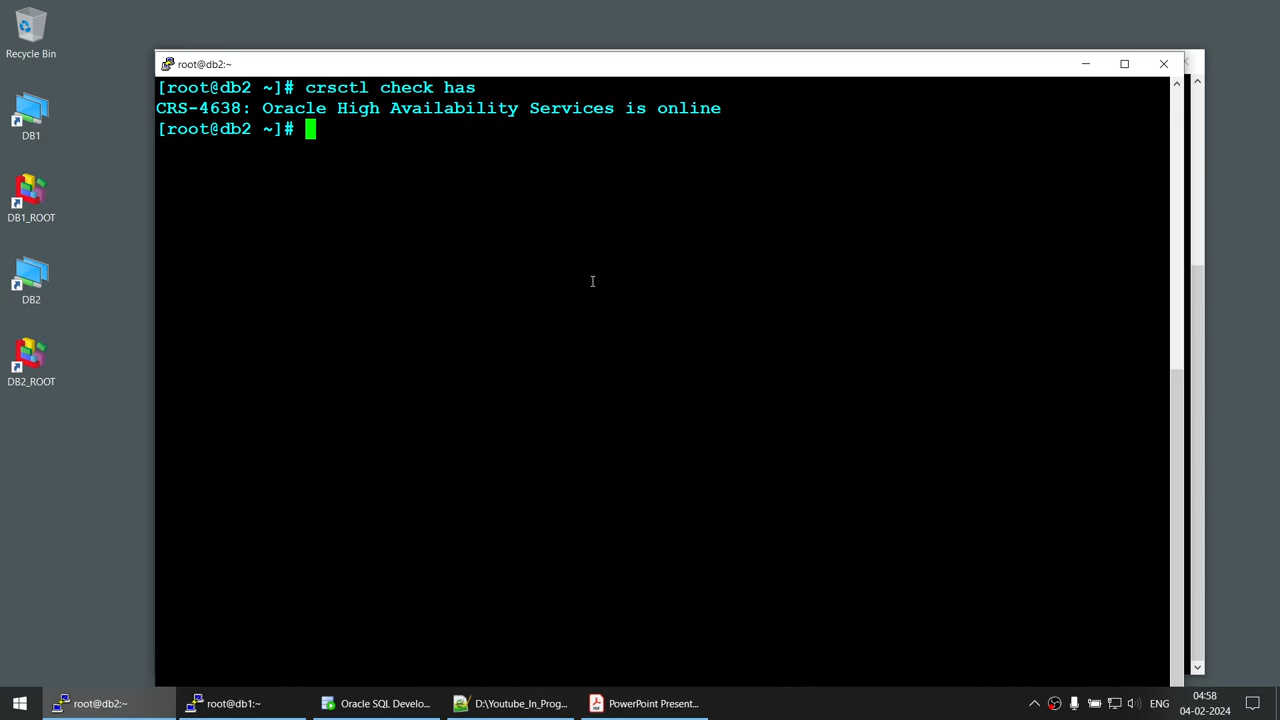 Recycle Bin
DB1
DB1_ROOT
DB2
DB2_ROOT
root@db2:~
[root@db2 ~]# crsctl check has
CRS-4638: Oracle High Availability Services is online
[root@db2 ~]#
root@db2:~
root@db1:~
Oracle SQL Develo...
D:\Youtube_In_Prog...
PowerPoint Present...
ENG
04:58
04-02-2024